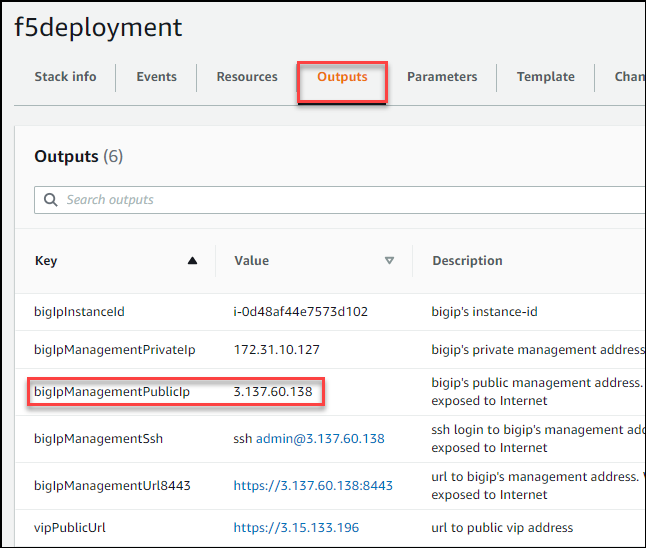 f5deployment
Stack info Events Resources Outputs Parameters Template Chan
Outputs (6)
Search outputs
Key Value Description
bigIpInstanceId i-0d48af44e7573d102 bigip's instance-id
bigIpManagementPrivateIp 172.31.10.127 bigip's private management address
bigIpManagementPublicIp 3.137.60.138 bigip's public management address.
exposed to Internet
bigIpManagementSsh ssh admin@3.137.60.138 ssh login to bigip's management add
exposed to Internet
bigIpManagementUrl8443 https://3.137.60.138:8443 url to bigip's management address. W
exposed to Internet
vipPublicUrl https://3.15.133.196 url to public vip address